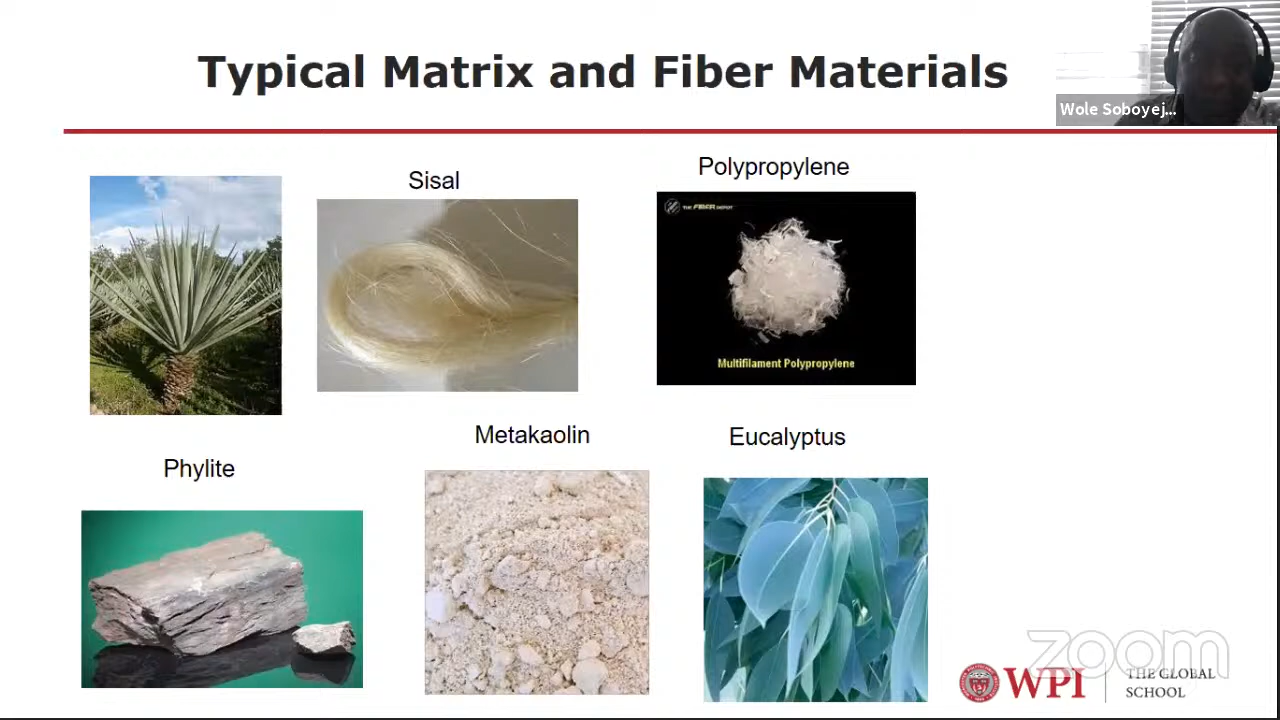 Typical Matrix and Fiber Materials
Wole Soboyej...
Sisal
Polypropylene
THE FIBER DEPOT
Multifilament Polypropylene
Metakaolin
Eucalyptus
Phylite
zoom
WPI
THE GLOBAL
SCHOOL